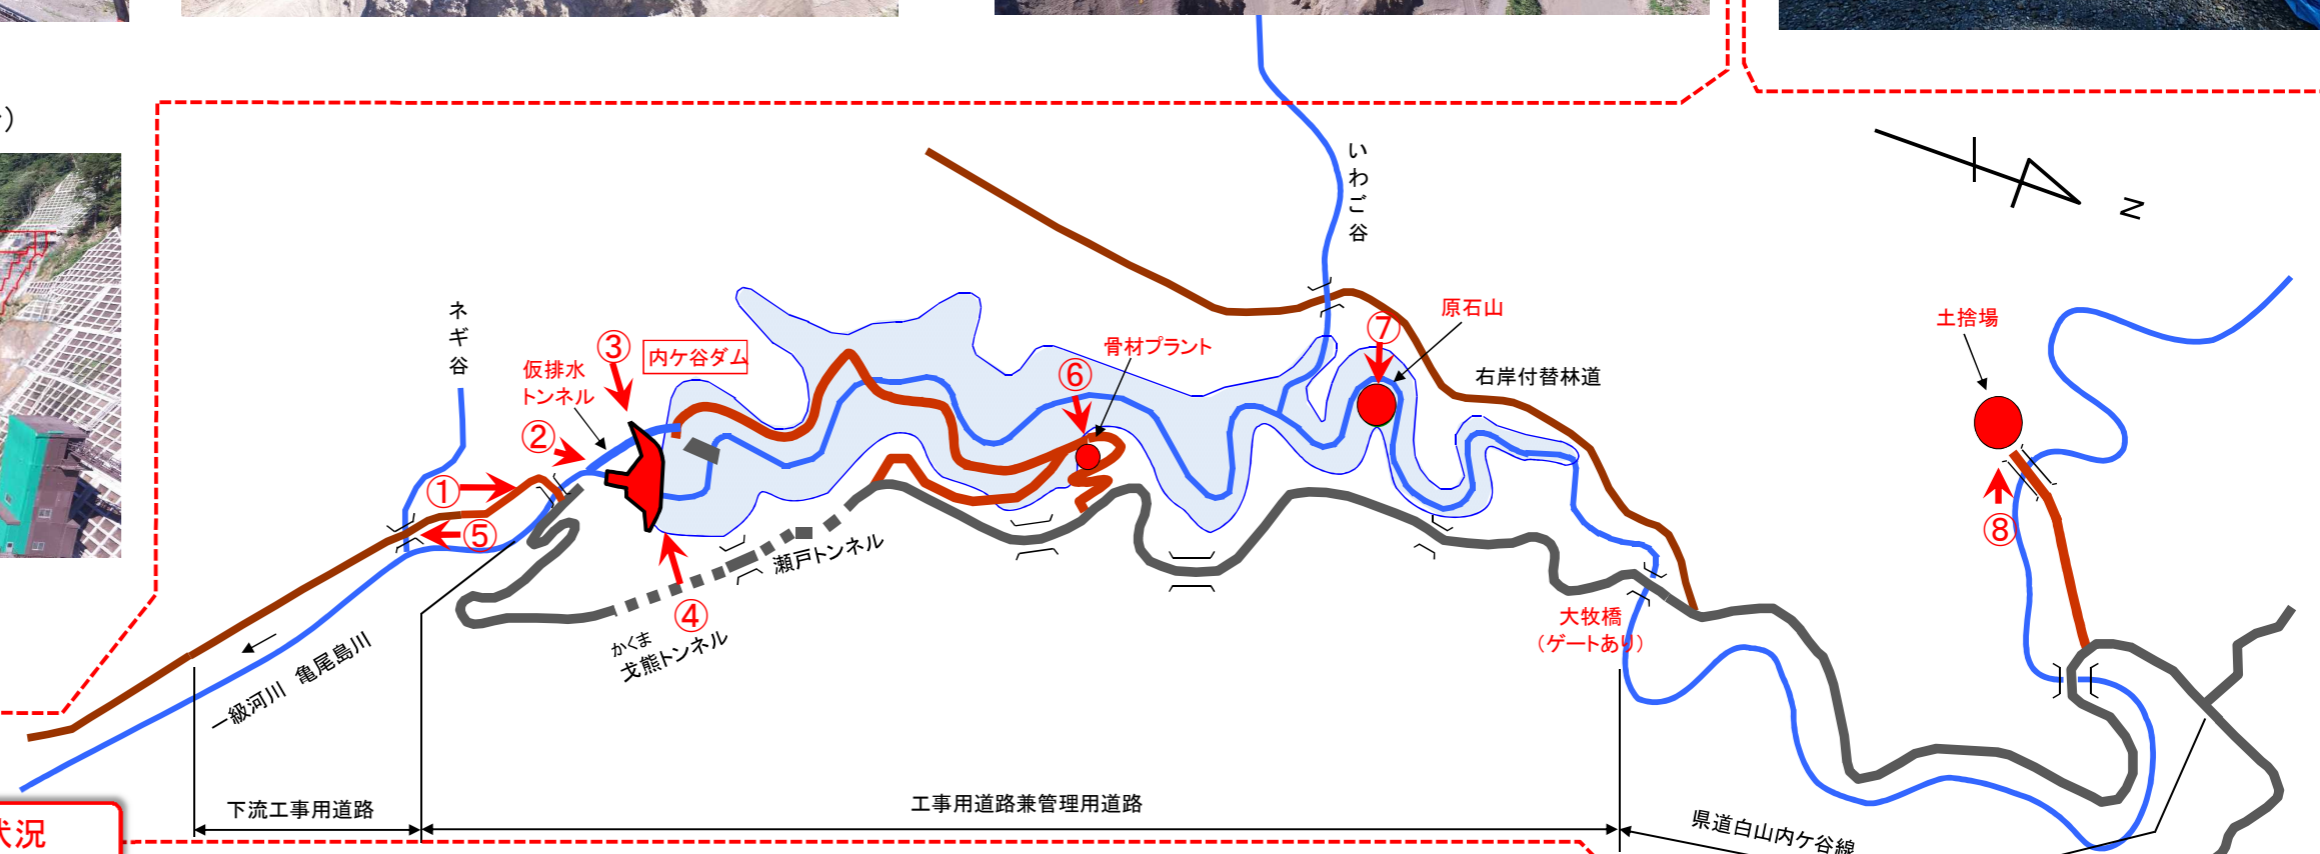 N
いわご谷
ネギ谷
③
内ケ谷ダム
仮排水
トンネル
②
①
⑤
⑥
骨材プラント
⑦
原石山
右岸付替林道
土捨場
⑧
瀬戸トンネル
④
かくま
戈熊トンネル
大牧橋
（ゲートあり）
一級河川 亀尾島川
下流工事用道路
工事用道路兼管理用道路
県道白山内ケ谷線
状況